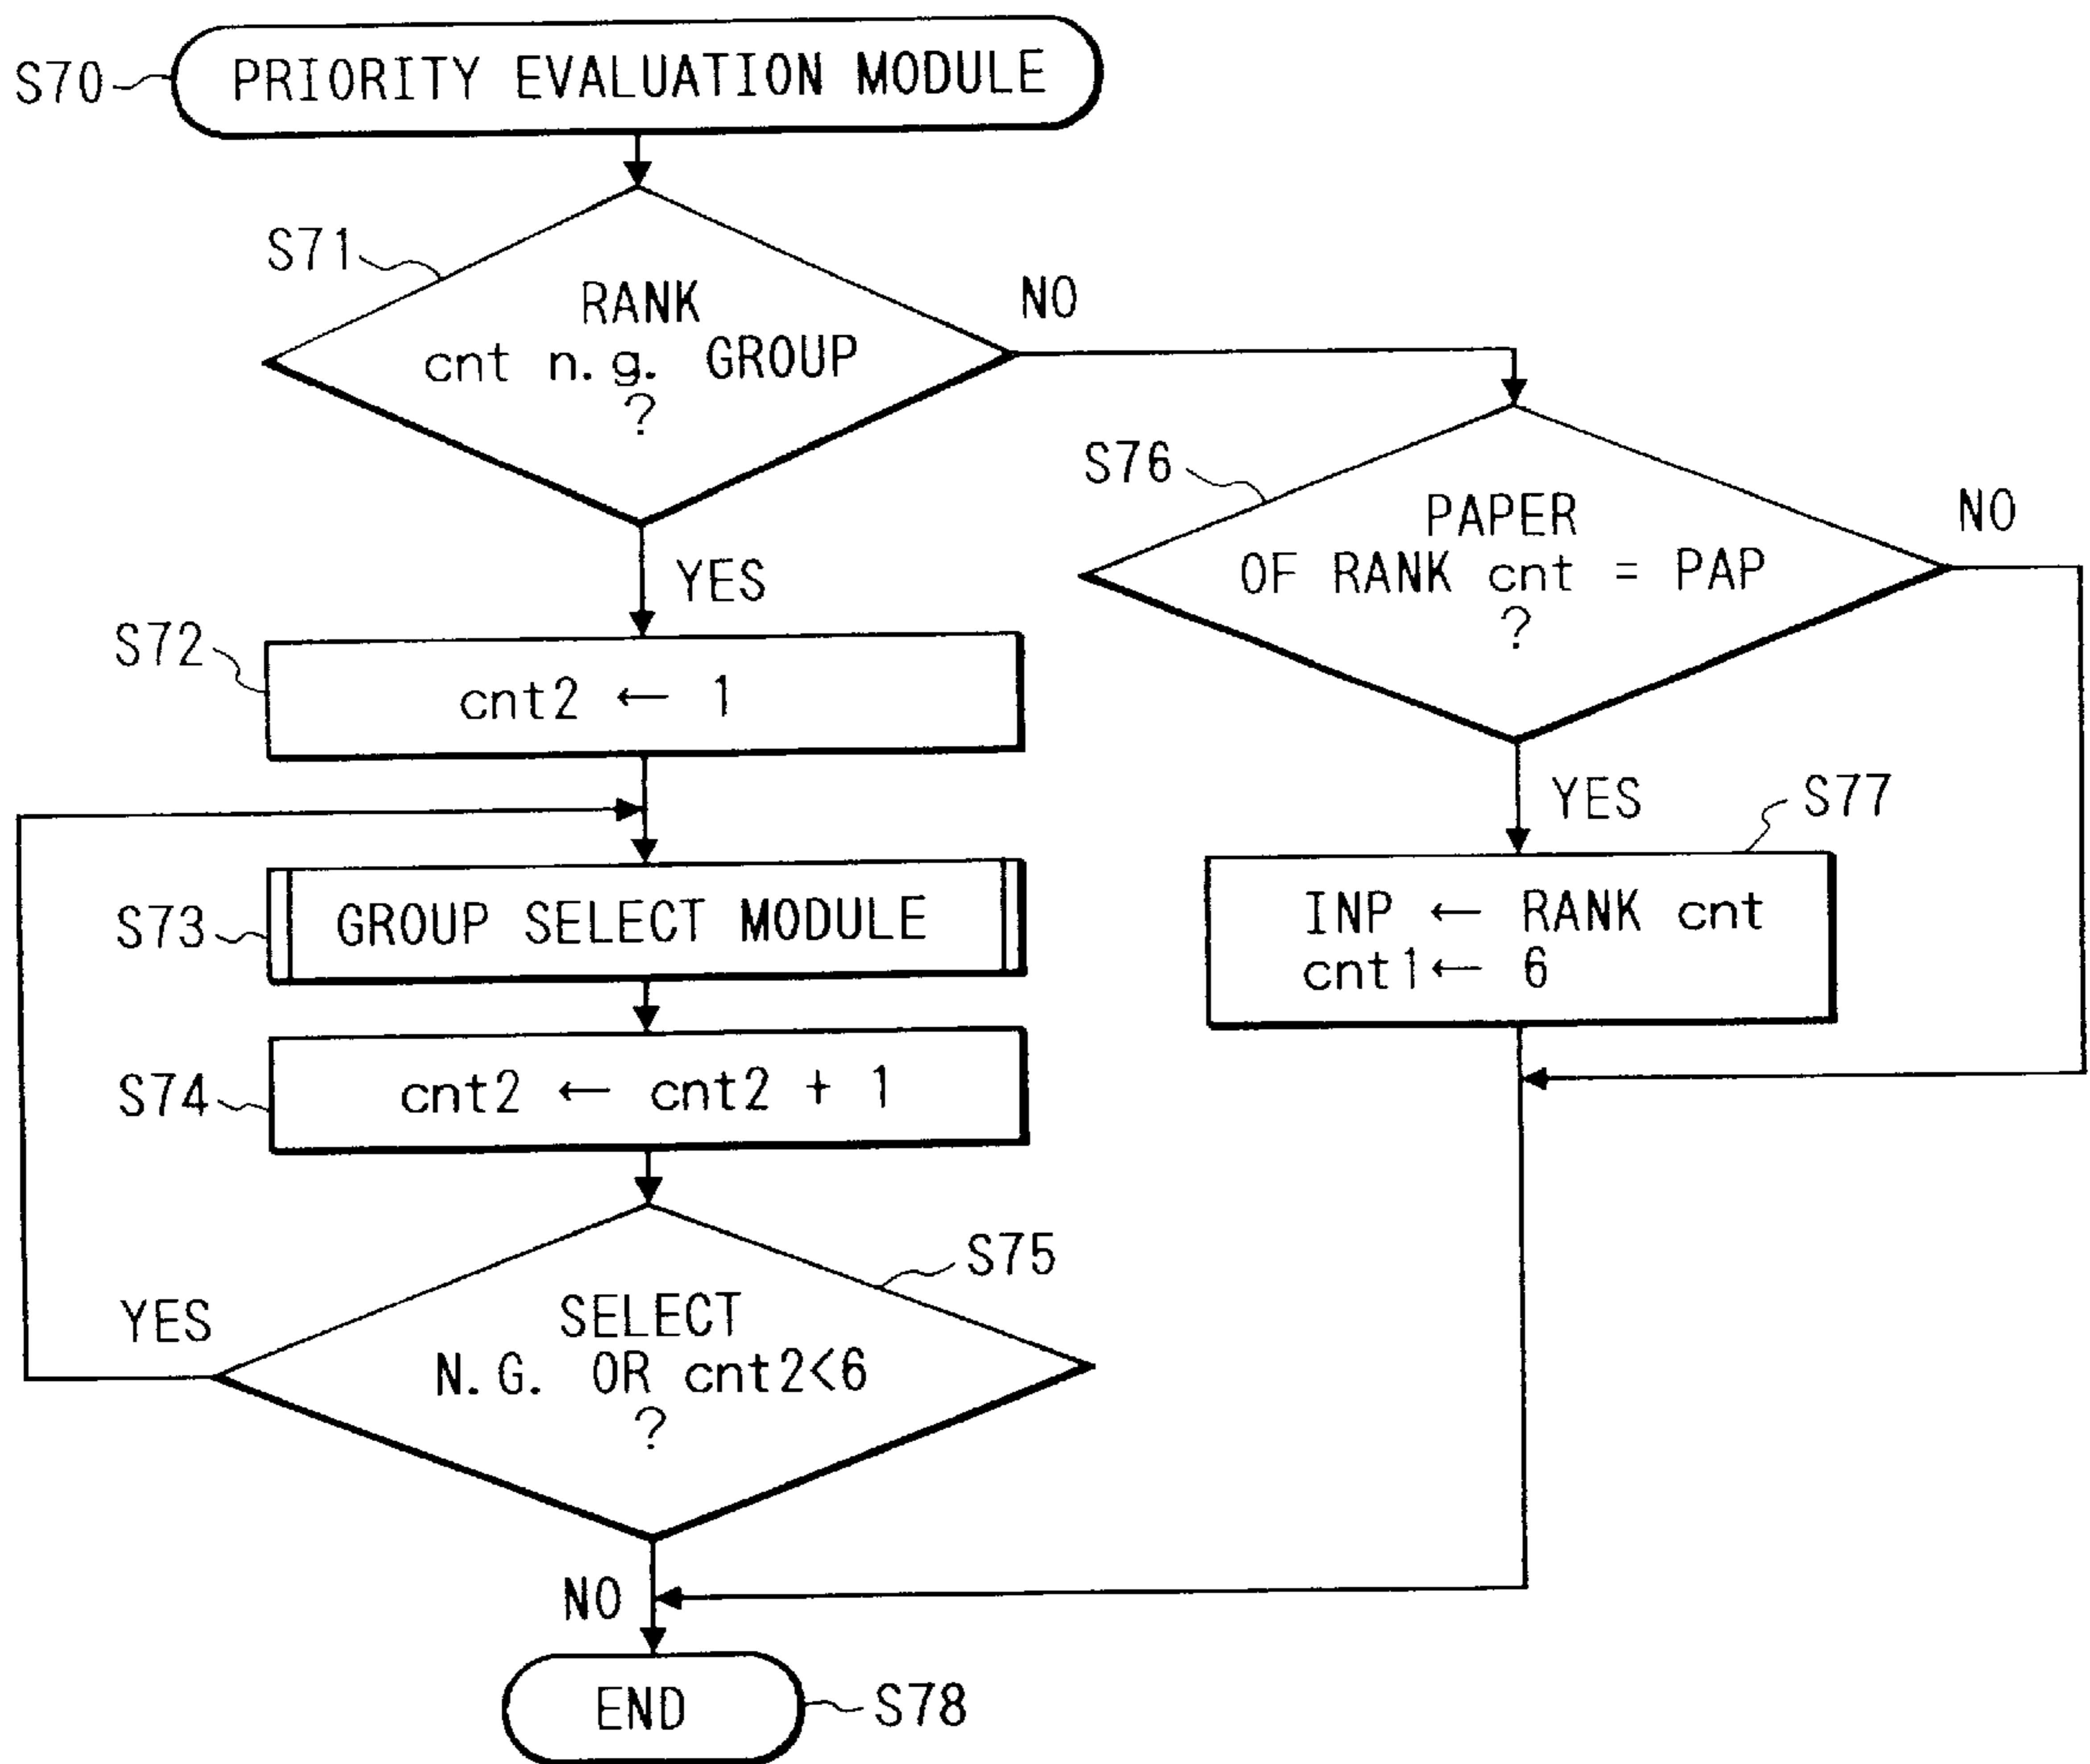 S70
PRIORITY EVALUATION MODULE
S71
RANK
cnt n.g. GROUP
?
NO
YES
S76
PAPER
OF RANK cnt = PAP
?
NO
YES
S72
cnt2 ← 1
S73
GROUP SELECT MODULE
S77
INP ← RANK cnt
cnt1← 6
S74
cnt2 ← cnt2 + 1
S75
SELECT
N.G. OR cnt2<6
?
YES
NO
END
S78